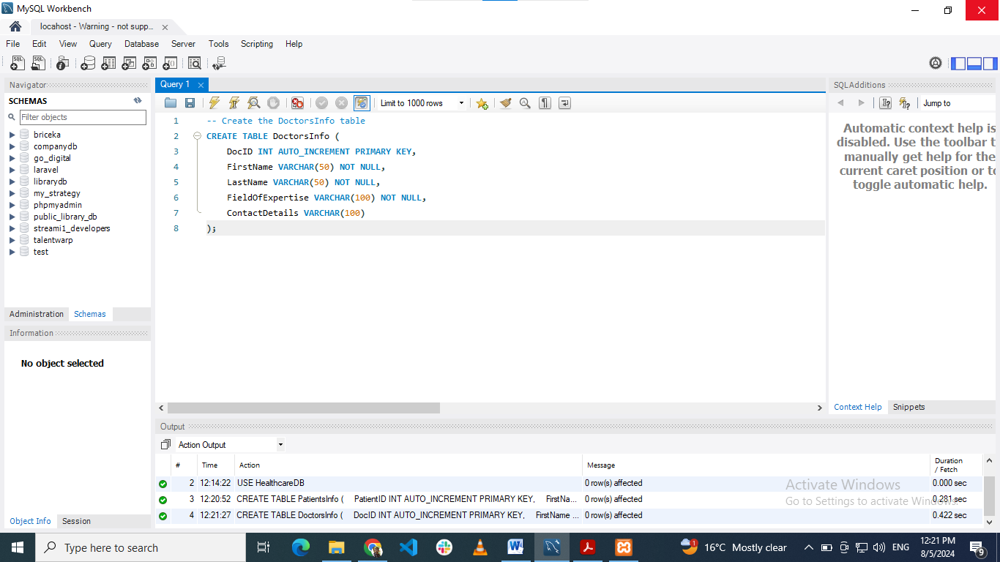 MySQL Workbench
locahost - Warning - not supp...
File Edit View Query Database Server Tools Scripting Help
Navigator
SCHEMAS
Filter objects
briceka
companydb
go_digital
laravel
librarydb
my_strategy
phpmyadmin
public_library_db
streami1_developers
talentwarp
test
Administration Schemas
Information
No object selected
Object Info Session
Query 1
Limit to 1000 rows
1 -- Create the DoctorsInfo table
2 CREATE TABLE DoctorsInfo (
3 DocID INT AUTO_INCREMENT PRIMARY KEY,
4 FirstName VARCHAR(50) NOT NULL,
5 LastName VARCHAR(50) NOT NULL,
6 FieldOfExpertise VARCHAR(100) NOT NULL,
7 ContactDetails VARCHAR(100)
8 );
SQLAdditions
Jump to
Automatic context help is
disabled. Use the toolbar t
manually get help for the
current caret position or to
toggle automatic help.
Context Help Snippets
Output
Action Output
# Time Action Message Duration / Fetch
2 12:14:22 USE HealthcareDB 0 row(s) affected 0.000 sec
3 12:20:52 CREATE TABLE PatientsInfo ( PatientID INT AUTO_INCREMENT PRIMARY KEY, FirstNa... 0 row(s) affected 0.281 sec
4 12:21:27 CREATE TABLE DoctorsInfo ( DocID INT AUTO_INCREMENT PRIMARY KEY, FirstName ... 0 row(s) affected 0.422 sec
Activate Windows
Go to Settings to activate Windows.
Type here to search
16°C Mostly clear
ENG
12:21 PM
8/5/2024
9